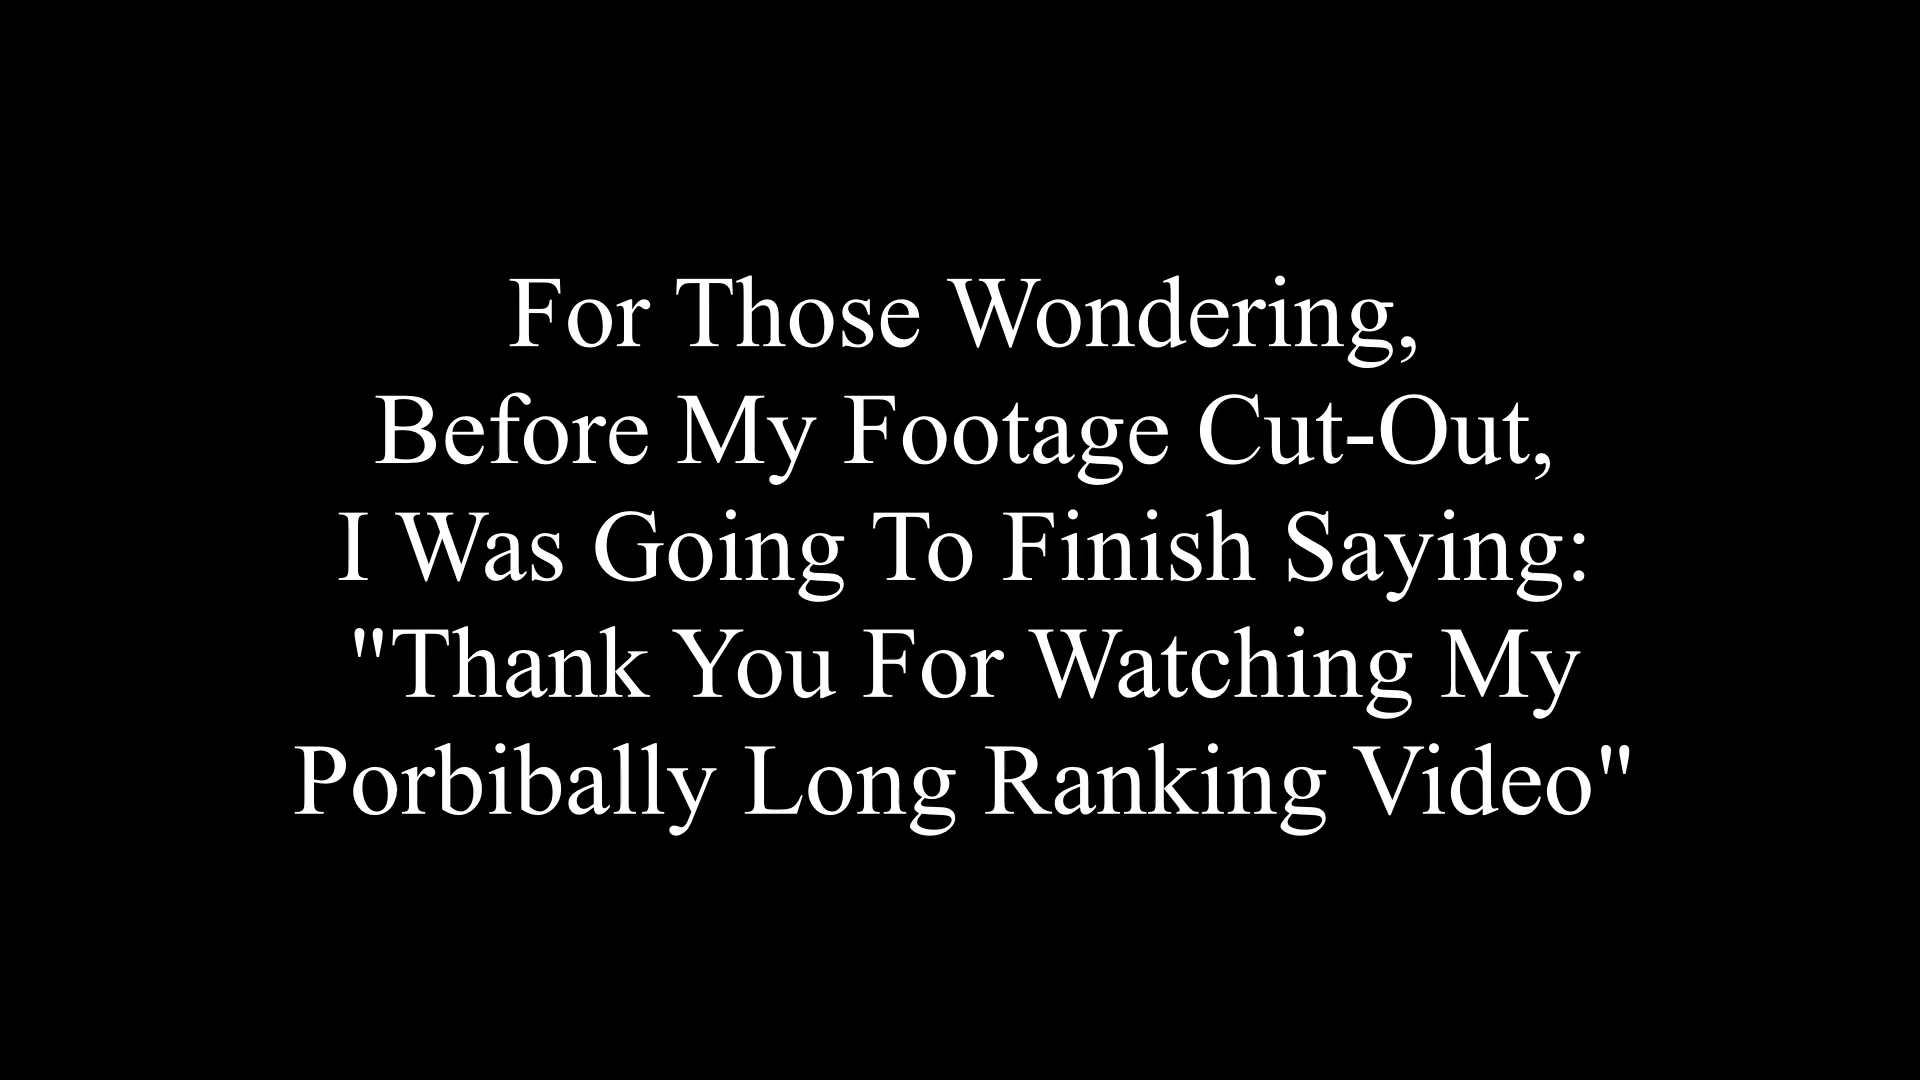 For Those Wondering,
Before My Footage Cut-Out,
I Was Going To Finish Saying:
"Thank You For Watching My
Porbibally Long Ranking Video"